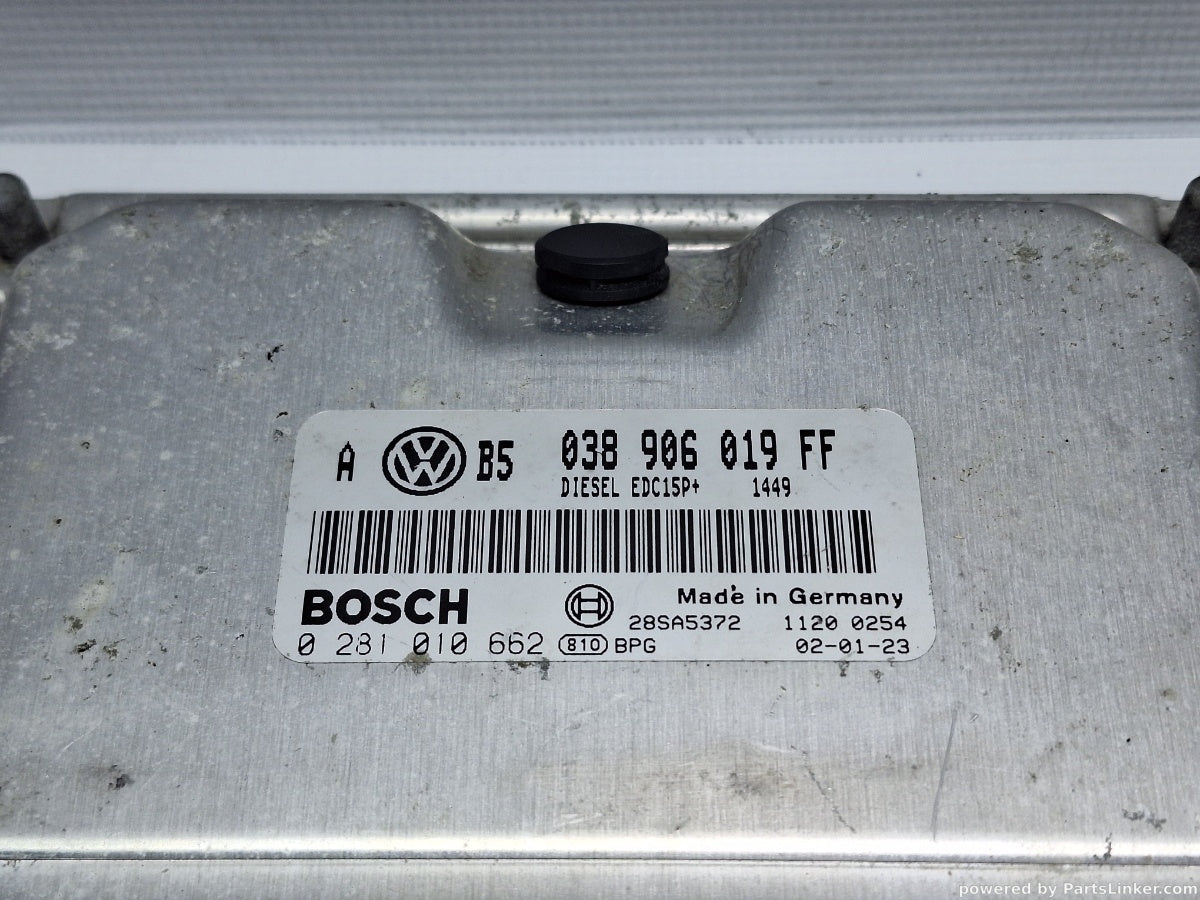 A VW B5 038 906 019 FF
DIESEL EDC15P+ 1449
BOSCH Made in Germany
28SA5372 1120 0254
0 281 010 662 810 BPG 02-01-23
powered by PartsLinker.com